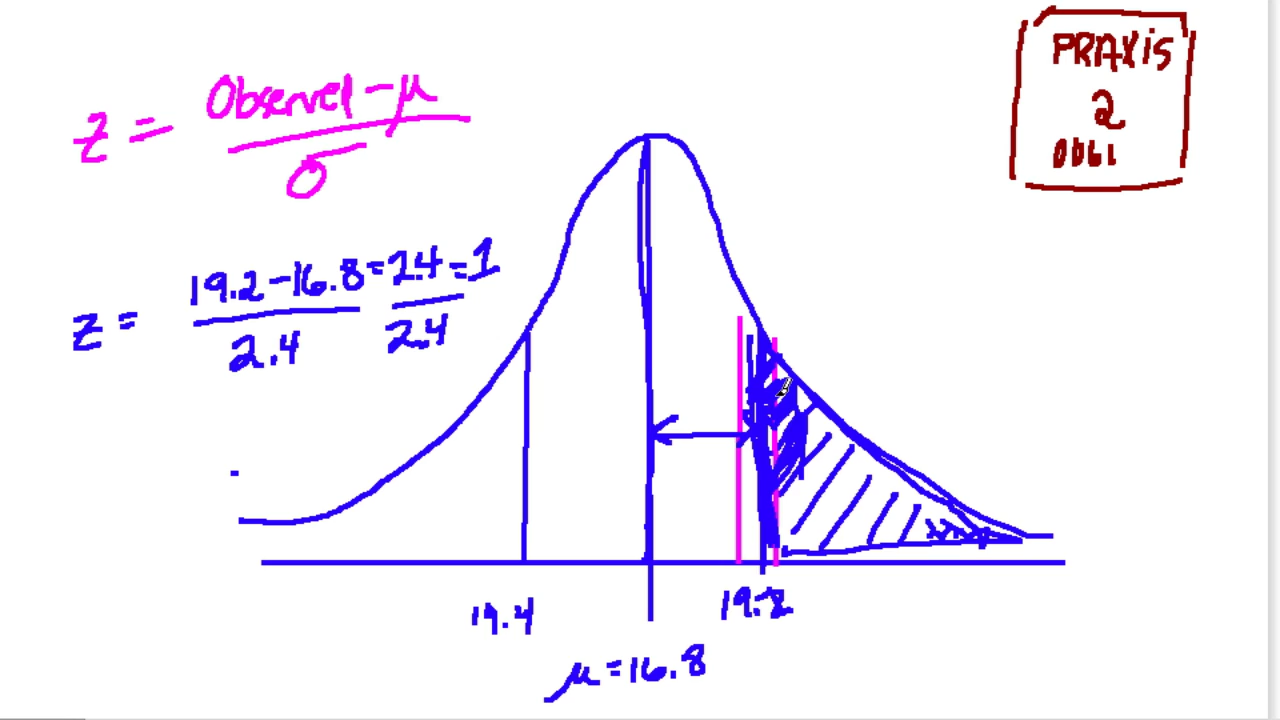 PRAXIS
2
0061
z = Observed - μ
σ
z = 19.2 - 16.8 = 2.4 = 1
2.4 2.4
19.4 19.2
μ = 16.8